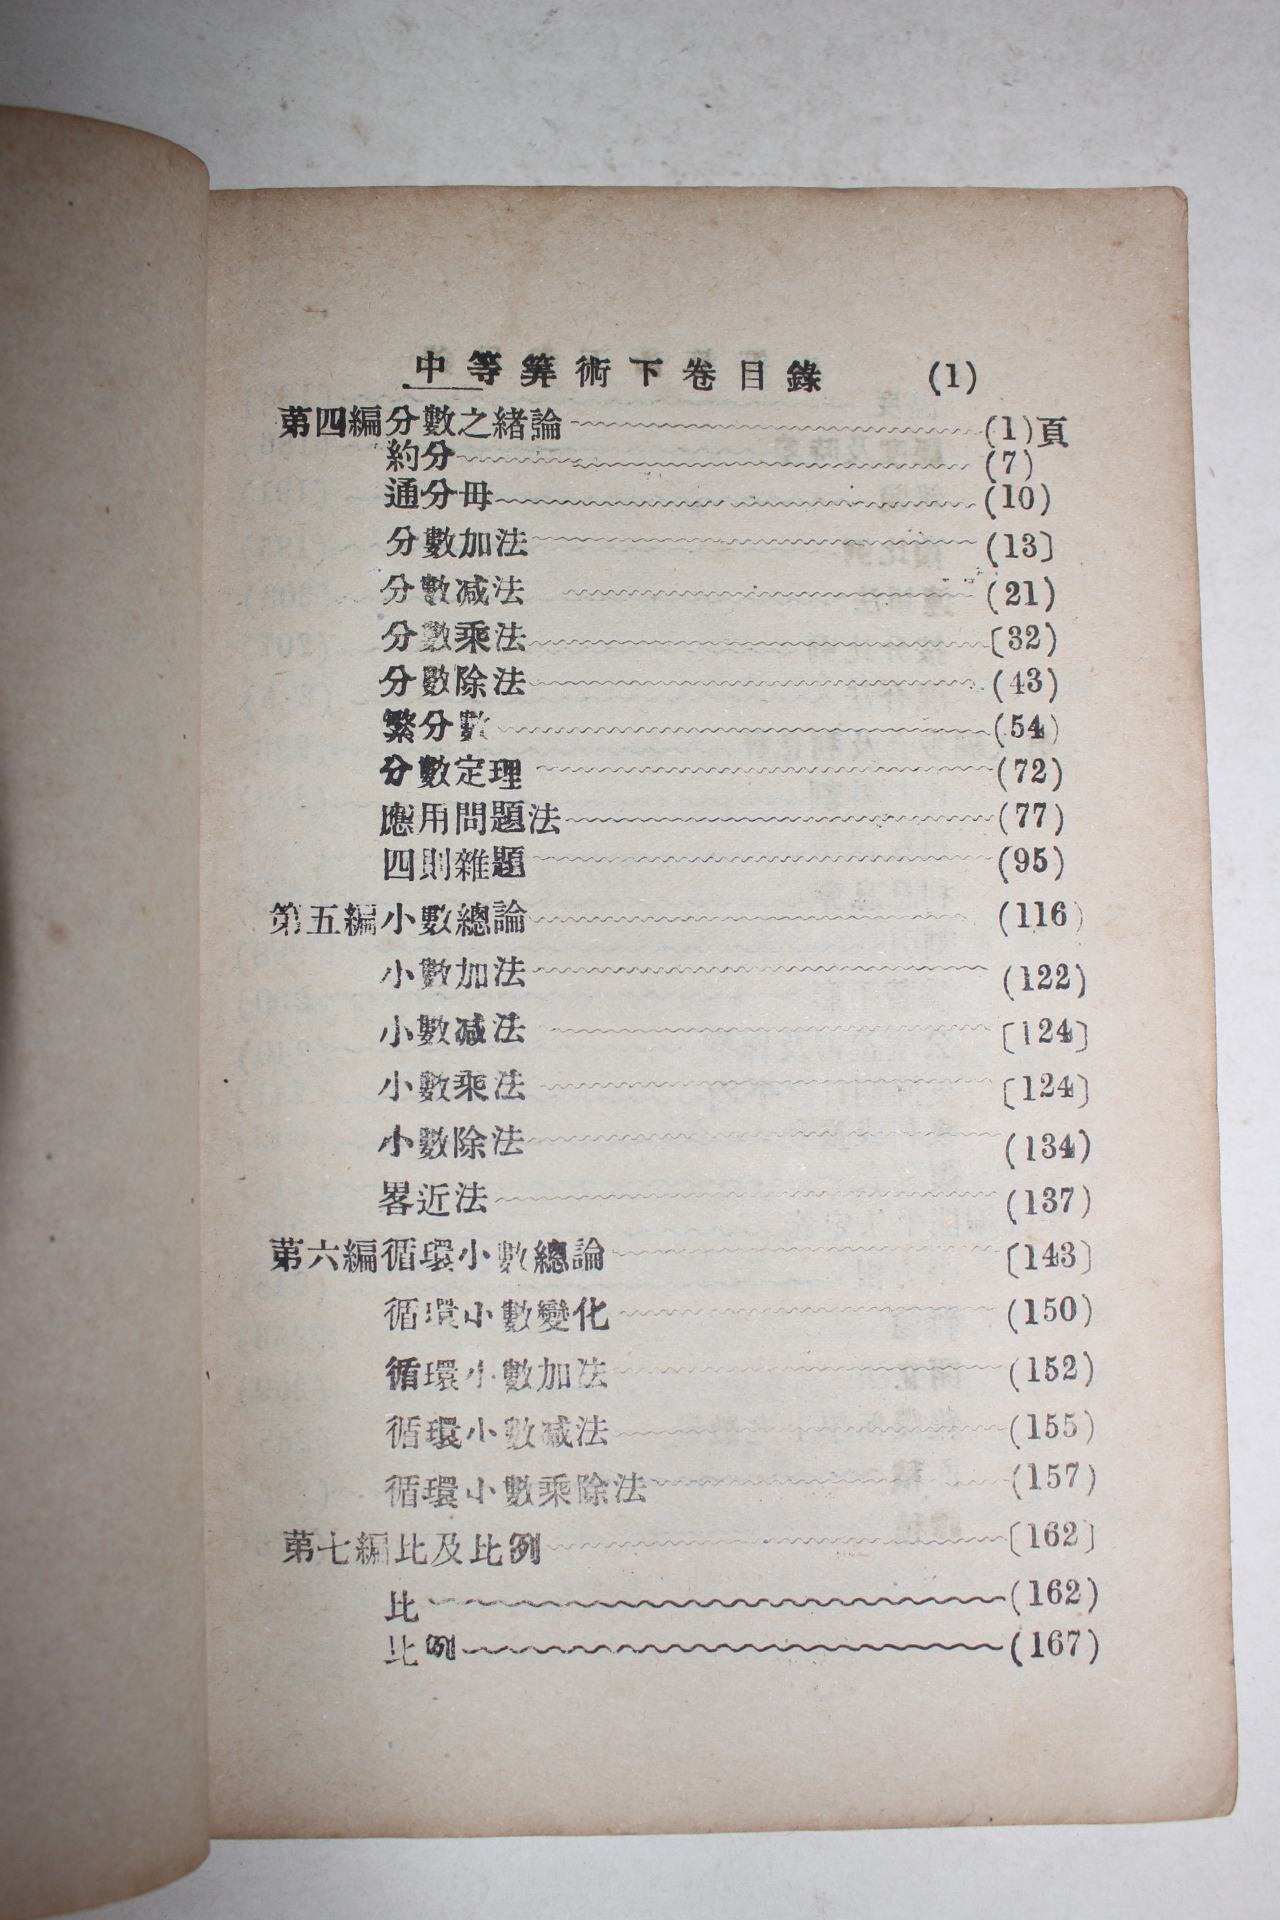 中等筭術下卷目錄 (1)
第四編分數之緒論 (1)頁
約分 (7)
通分母 (10)
分數加法 (13〕
分數減法 (21)
分數乘法 〔32)
分數除法 (43)
繁分數 (54)
分數定理 (72)
應用問題法 (77)
四則雜題 (95)
第五編小數總論 (116)
小數加法 (122)
小數減法 〔124〕
小數乘法 〔124〕
小數除法 (134)
畧近法 (137)
第六編循環小數總論 〔143〕
循環小數變化 (150)
循環小數加法 (152)
循環小數減法 (155)
循環小數乘除法 (157)
第七編比及比例 〔162〕
比 (162)
比例 (167)